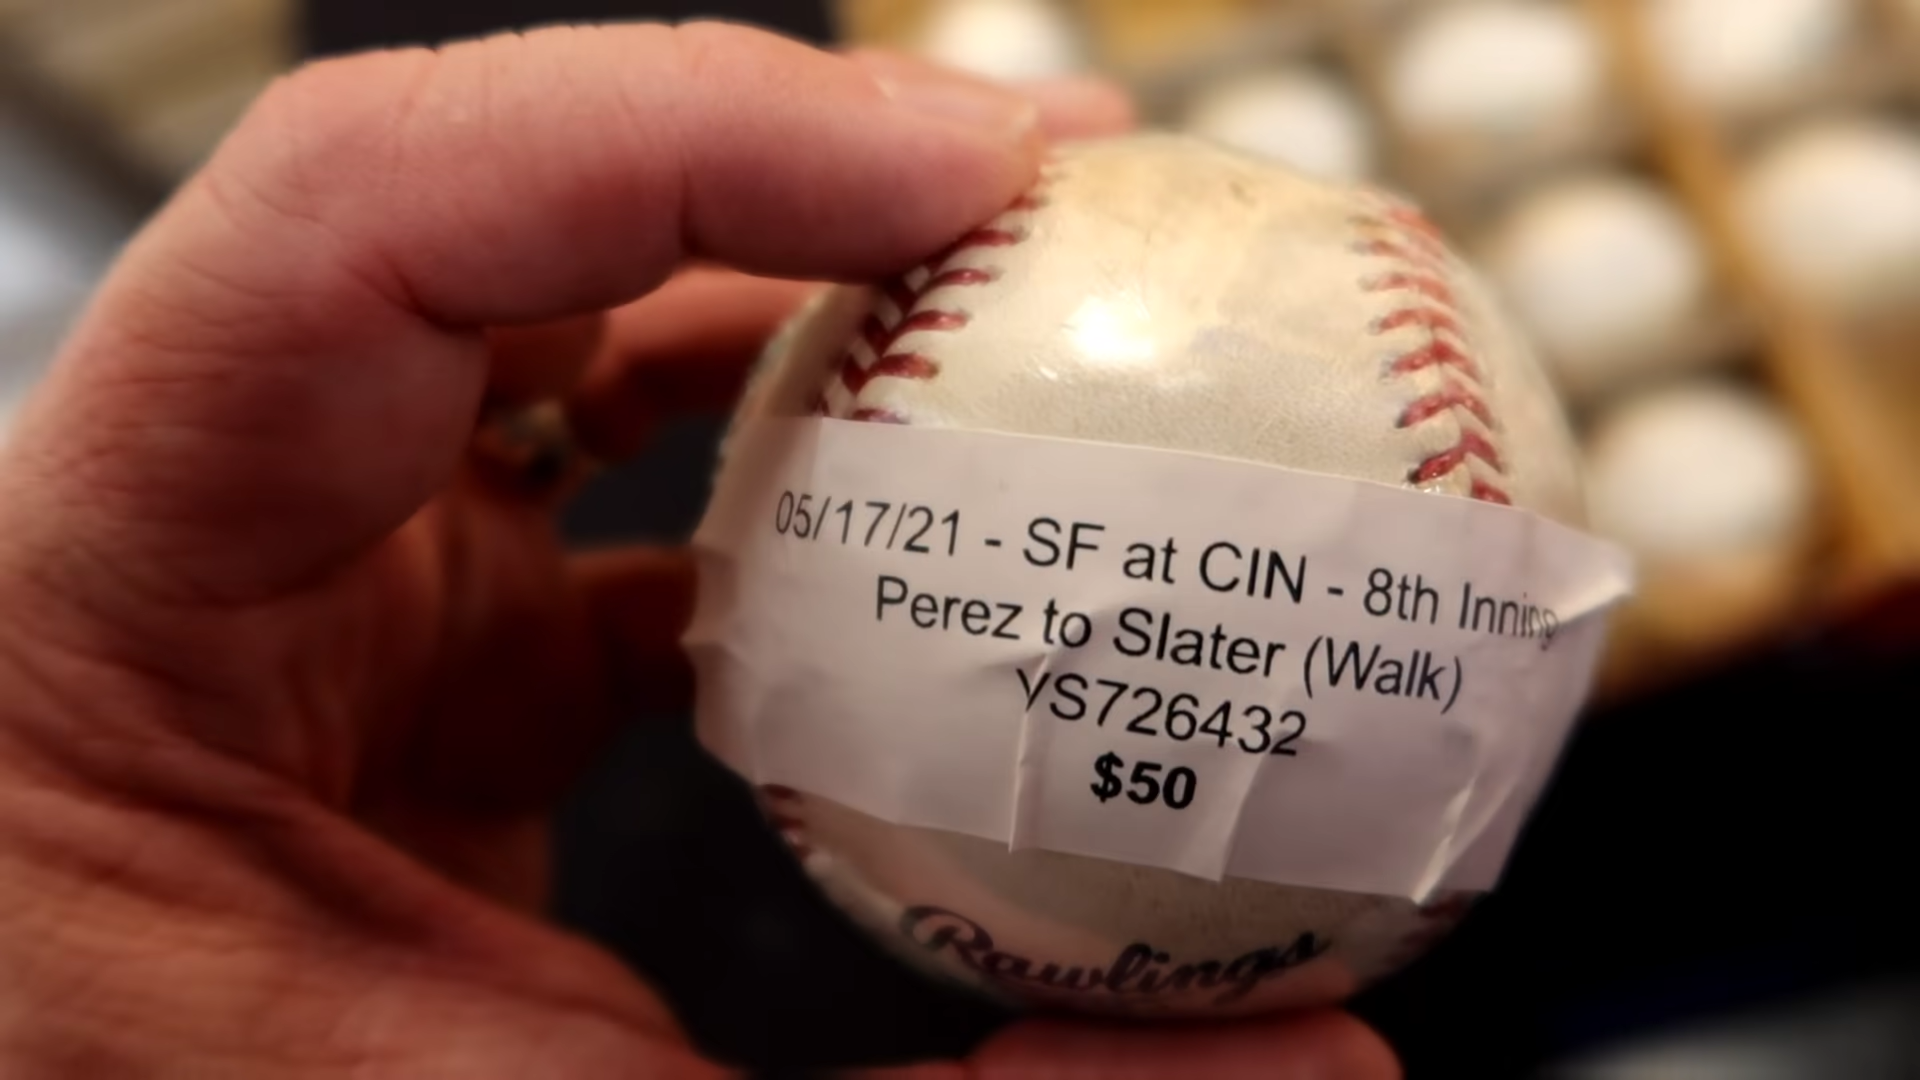 05/17/21 - SF at CIN - 8th Inning
Perez to Slater (Walk)
YS726432
$50
Rawlings